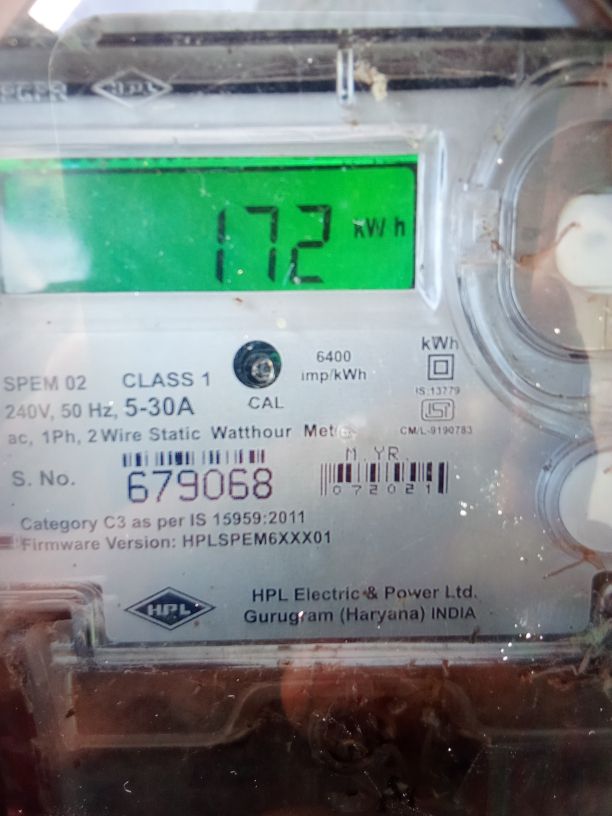 HPL
172 kWh
6400
imp/kWh
kWh
SPEM 02 CLASS 1
CAL
IS:13779
240V, 50 Hz, 5-30A
CM/L-9190783
ac, 1Ph, 2 Wire Static Watthour
M. YR.
S. No. 679068
072021
Category C3 as per IS 15959:2011
Firmware Version: HPLSPEM6XXX01
HPL
HPL Electric & Power Ltd.
Gurugram (Haryana) INDIA